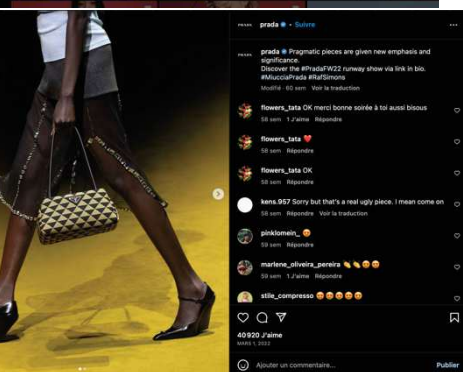 prada • Suivre
prada Pragmatic pieces are given new emphasis and
significance.
Discover the #PradaFW22 runway show via link in bio.
#MiucciaPrada #RafSimons
Modifié · 60 sem Voir la traduction
flowers_tata OK merci bonne soirée à toi aussi bisous
58 sem 1 J'aime Répondre
flowers_tata ❤️
58 sem Répondre
flowers_tata OK
58 sem Répondre
kens.957 Sorry but that's a real ugly piece. I mean come on
58 sem Répondre Voir la traduction
pinklomein_ 😍
59 sem Répondre
marlene_oliveira_pereira 👏👏😍😍
59 sem 1 J'aime Répondre
stile_compresso 😍😍😍😍😍
40 920 J'aime
MARS 1, 2022
Ajouter un commentaire...
Publier